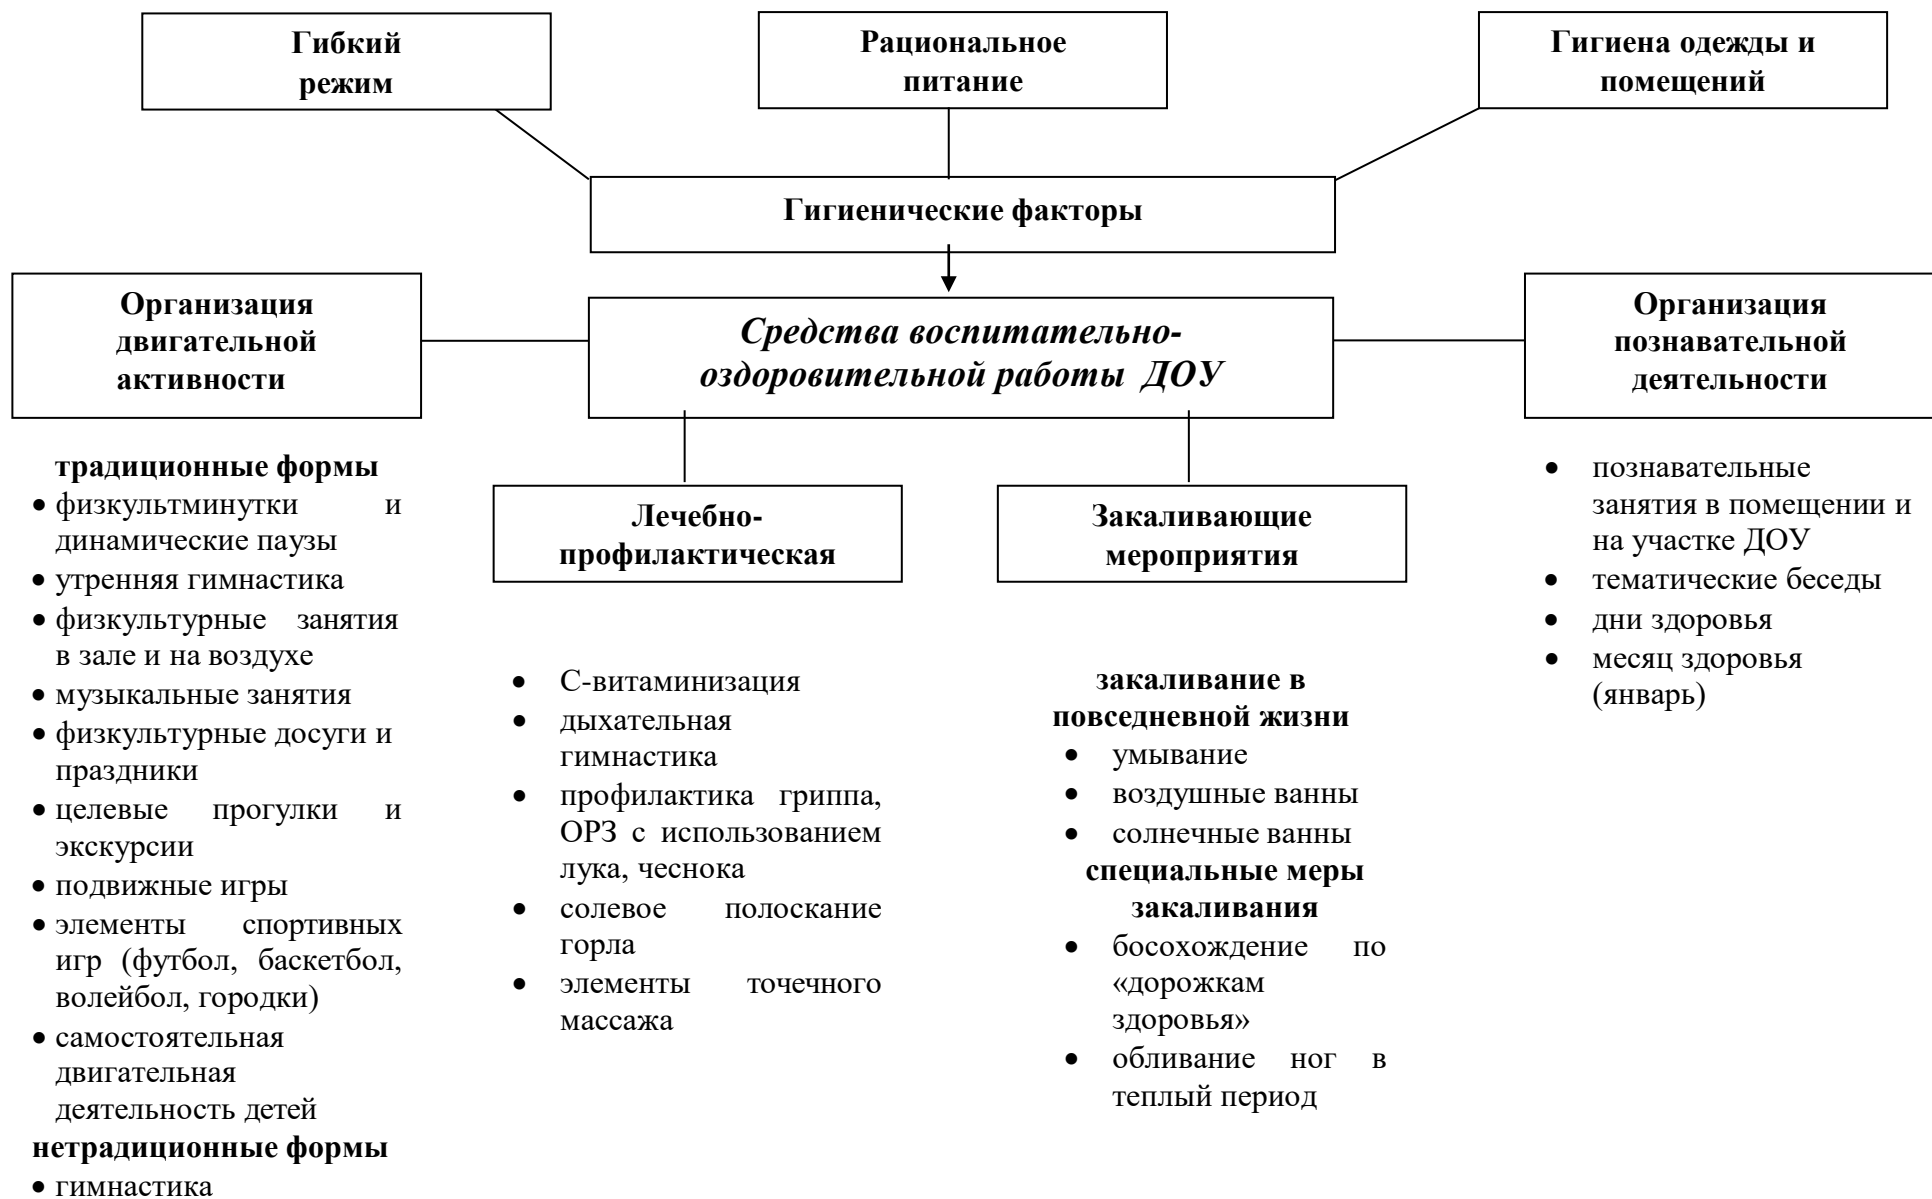 Гибкий
режим
Рациональное
питание
Гигиена одежды и
помещений
Гигиенические факторы
Организация
двигательной
активности
Средства воспитательно-
оздоровительной работы ДОУ
Организация
познавательной
деятельности
традиционные формы
• физкультминутки и
динамические паузы
• утренняя гимнастика
• физкультурные занятия
в зале и на воздухе
• музыкальные занятия
• физкультурные досуги и
праздники
• целевые прогулки и
экскурсии
• подвижные игры
• элементы спортивных
игр (футбол, баскетбол,
волейбол, городки)
• самостоятельная
двигательная
деятельность детей
нетрадиционные формы
• гимнастика
Лечебно-
профилактическая
• С-витаминизация
• дыхательная
гимнастика
• профилактика гриппа,
ОРЗ с использованием
лука, чеснока
• солевое полоскание
горла
• элементы точечного
массажа
Закаливающие
мероприятия
закаливание в
повседневной жизни
• умывание
• воздушные ванны
• солнечные ванны
специальные меры
закаливания
• босохождение по
«дорожкам
здоровья»
• обливание ног в
теплый период
• познавательные
занятия в помещении и
на участке ДОУ
• тематические беседы
• дни здоровья
• месяц здоровья
(январь)